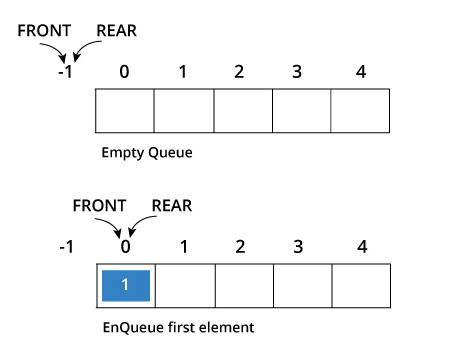 FRONT REAR
-1 0 1 2 3 4
Empty Queue
FRONT REAR
-1 0 1 2 3 4
1
EnQueue first element